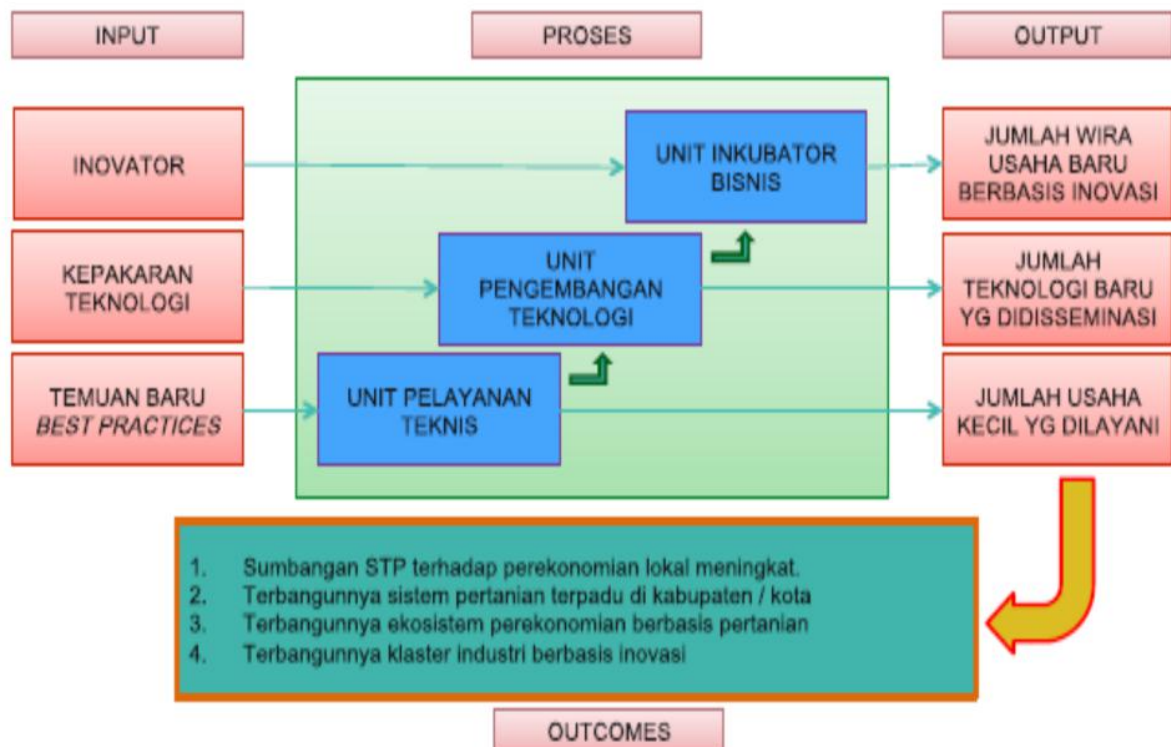 INPUT
PROSES
OUTPUT
INOVATOR
UNIT INKUBATOR
BISNIS
JUMLAH WIRA
USAHA BARU
BERBASIS INOVASI
KEPAKARAN
TEKNOLOGI
UNIT
PENGEMBANGAN
TEKNOLOGI
JUMLAH
TEKNOLOGI BARU
YG DIDISSEMINASI
TEMUAN BARU
BEST PRACTICES
UNIT PELAYANAN
TEKNIS
JUMLAH USAHA
KECIL YG DILAYANI
1. Sumbangan STP terhadap perekonomian lokal meningkat.
2. Terbangunnya sistem pertanian terpadu di kabupaten / kota
3. Terbangunnya ekosistem perekonomian berbasis pertanian
4. Terbangunnya klaster industri berbasis inovasi
OUTCOMES